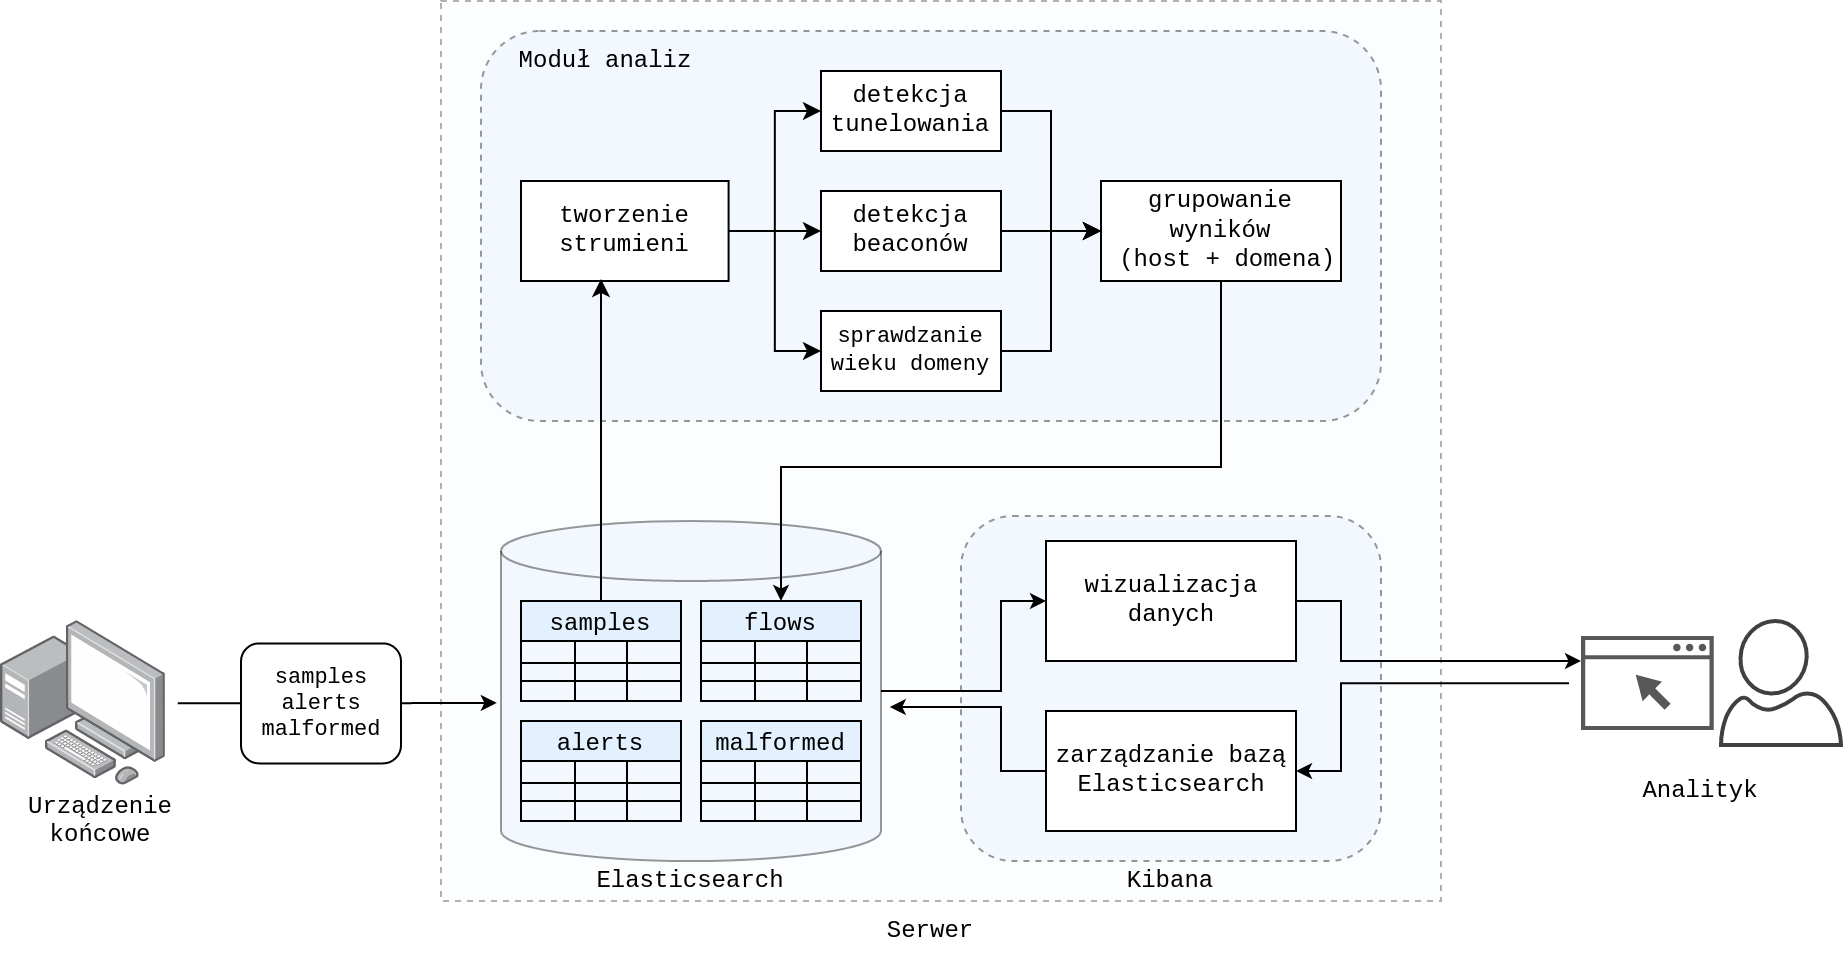 Moduł analiz
detekcja
tunelowania
tworzenie
strumieni
detekcja
beaconów
grupowanie
wyników
(host + domena)
sprawdzanie
wieku domeny
samples
flows
alerts
malformed
wizualizacja
danych
zarządzanie bazą
Elasticsearch
samples
alerts
malformed
Urządzenie
końcowe
Analityk
Elasticsearch
Kibana
Serwer